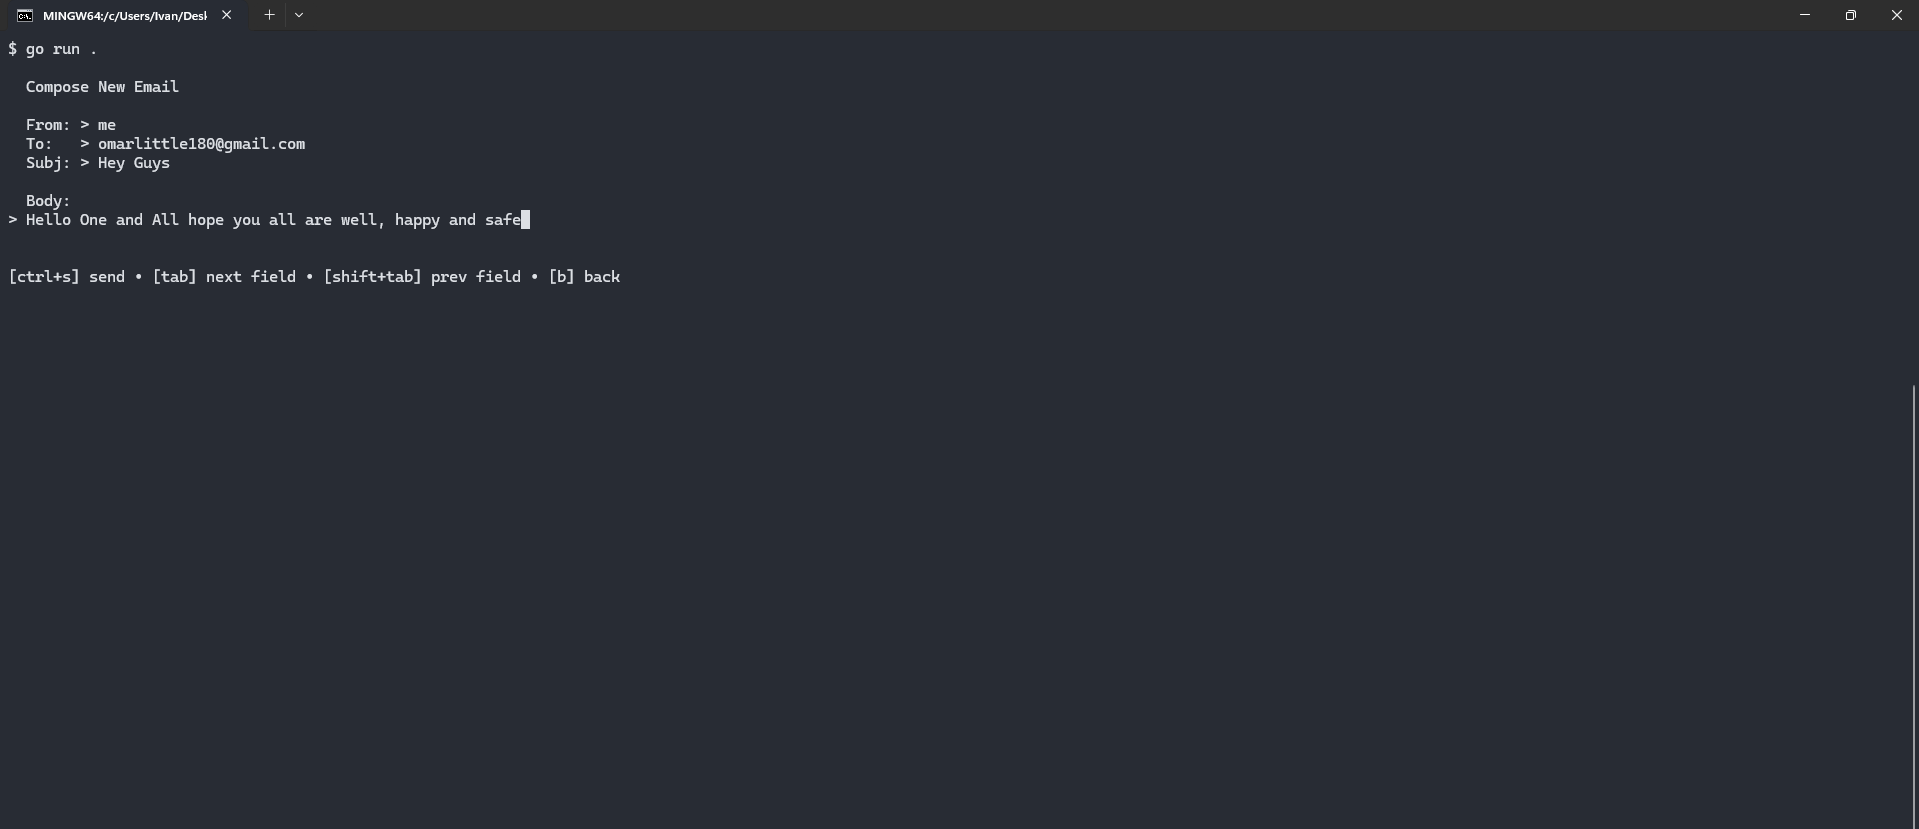 MINGW64:/c/Users/Ivan/Desl
$ go run .
Compose New Email
From: > me
To: > omarlittle180@gmail.com
Subj: > Hey Guys
Body:
> Hello One and All hope you all are well, happy and safe
[ctrl+s] send • [tab] next field • [shift+tab] prev field • [b] back